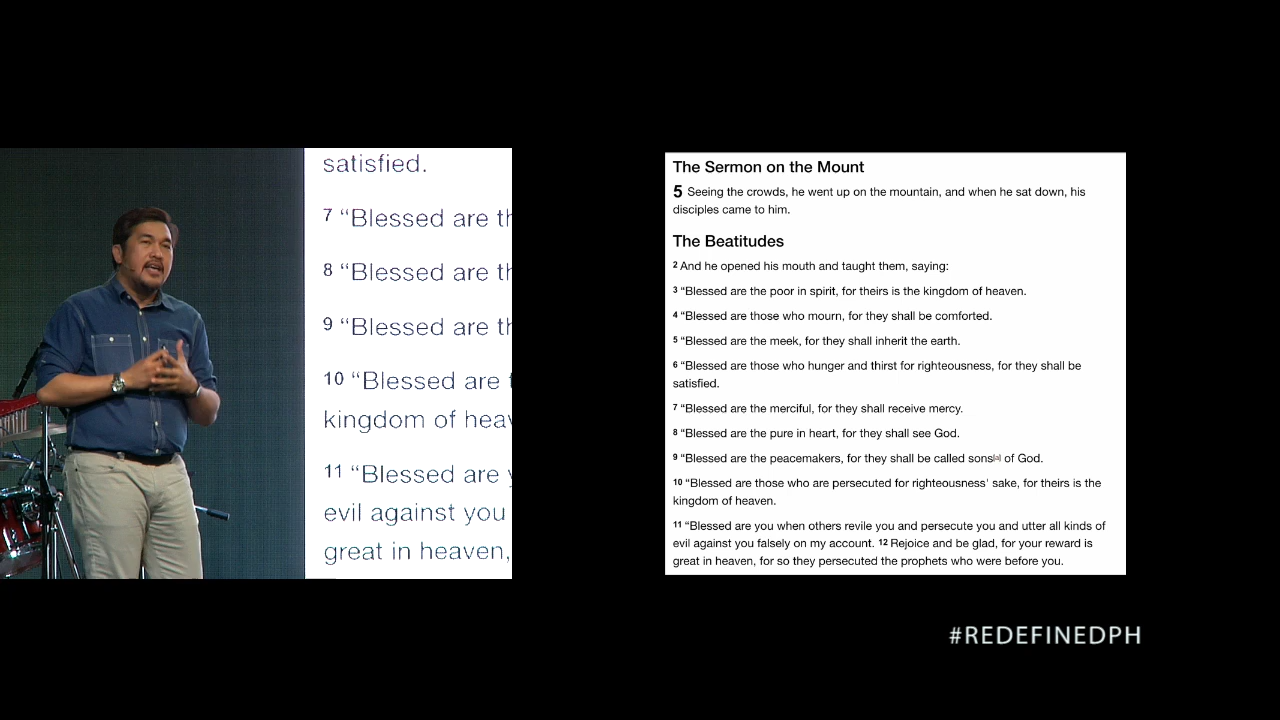 satisfied.
7 “Blessed are th
8 “Blessed are th
9 “Blessed are th
10 “Blessed are
kingdom of heav
11 “Blessed are y
evil against you
great in heaven,
The Sermon on the Mount
5 Seeing the crowds, he went up on the mountain, and when he sat down, his
disciples came to him.
The Beatitudes
2 And he opened his mouth and taught them, saying:
3 “Blessed are the poor in spirit, for theirs is the kingdom of heaven.
4 “Blessed are those who mourn, for they shall be comforted.
5 “Blessed are the meek, for they shall inherit the earth.
6 “Blessed are those who hunger and thirst for righteousness, for they shall be
satisfied.
7 “Blessed are the merciful, for they shall receive mercy.
8 “Blessed are the pure in heart, for they shall see God.
9 “Blessed are the peacemakers, for they shall be called sons[a] of God.
10 “Blessed are those who are persecuted for righteousness' sake, for theirs is the
kingdom of heaven.
11 “Blessed are you when others revile you and persecute you and utter all kinds of
evil against you falsely on my account. 12 Rejoice and be glad, for your reward is
great in heaven, for so they persecuted the prophets who were before you.
#REDEFINEDPH